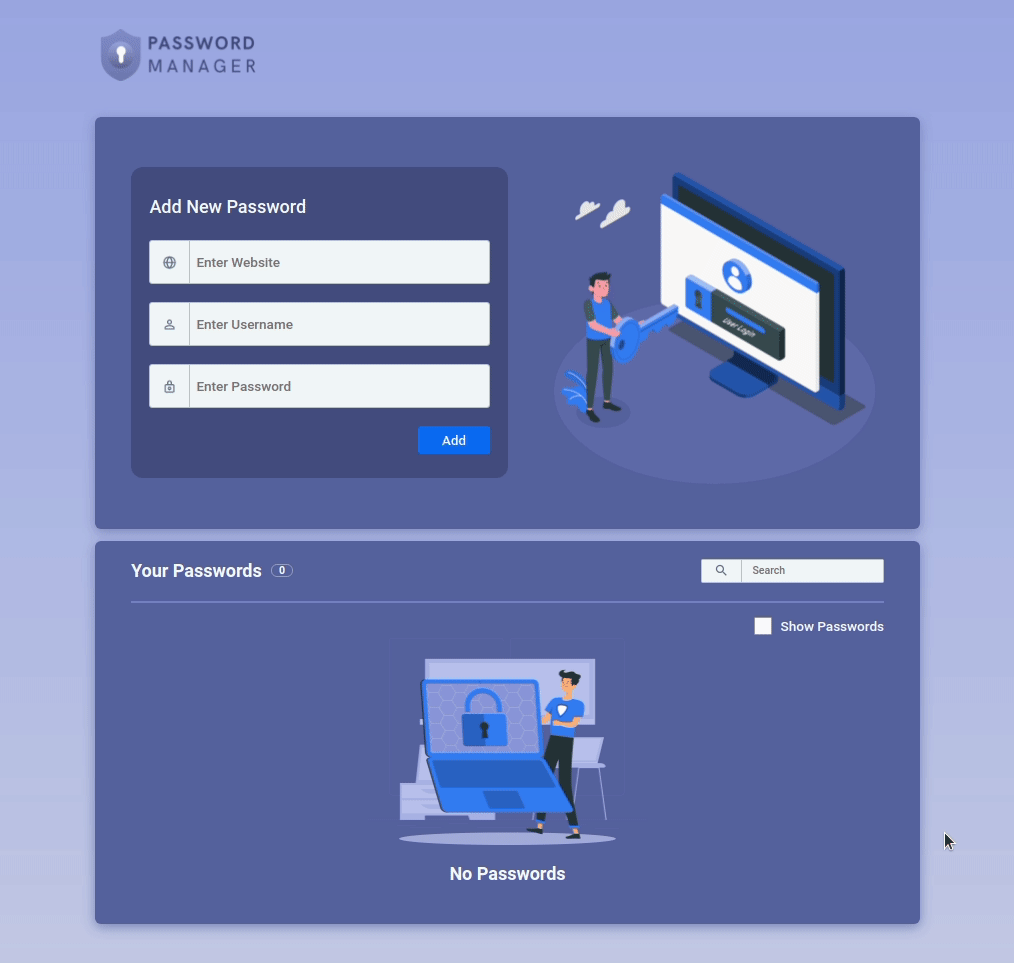 PASSWORD
MANAGER
Add New Password
Enter Website
Enter Username
Enter Password
Add
User Login
Your Passwords 0
Search
Show Passwords
No Passwords